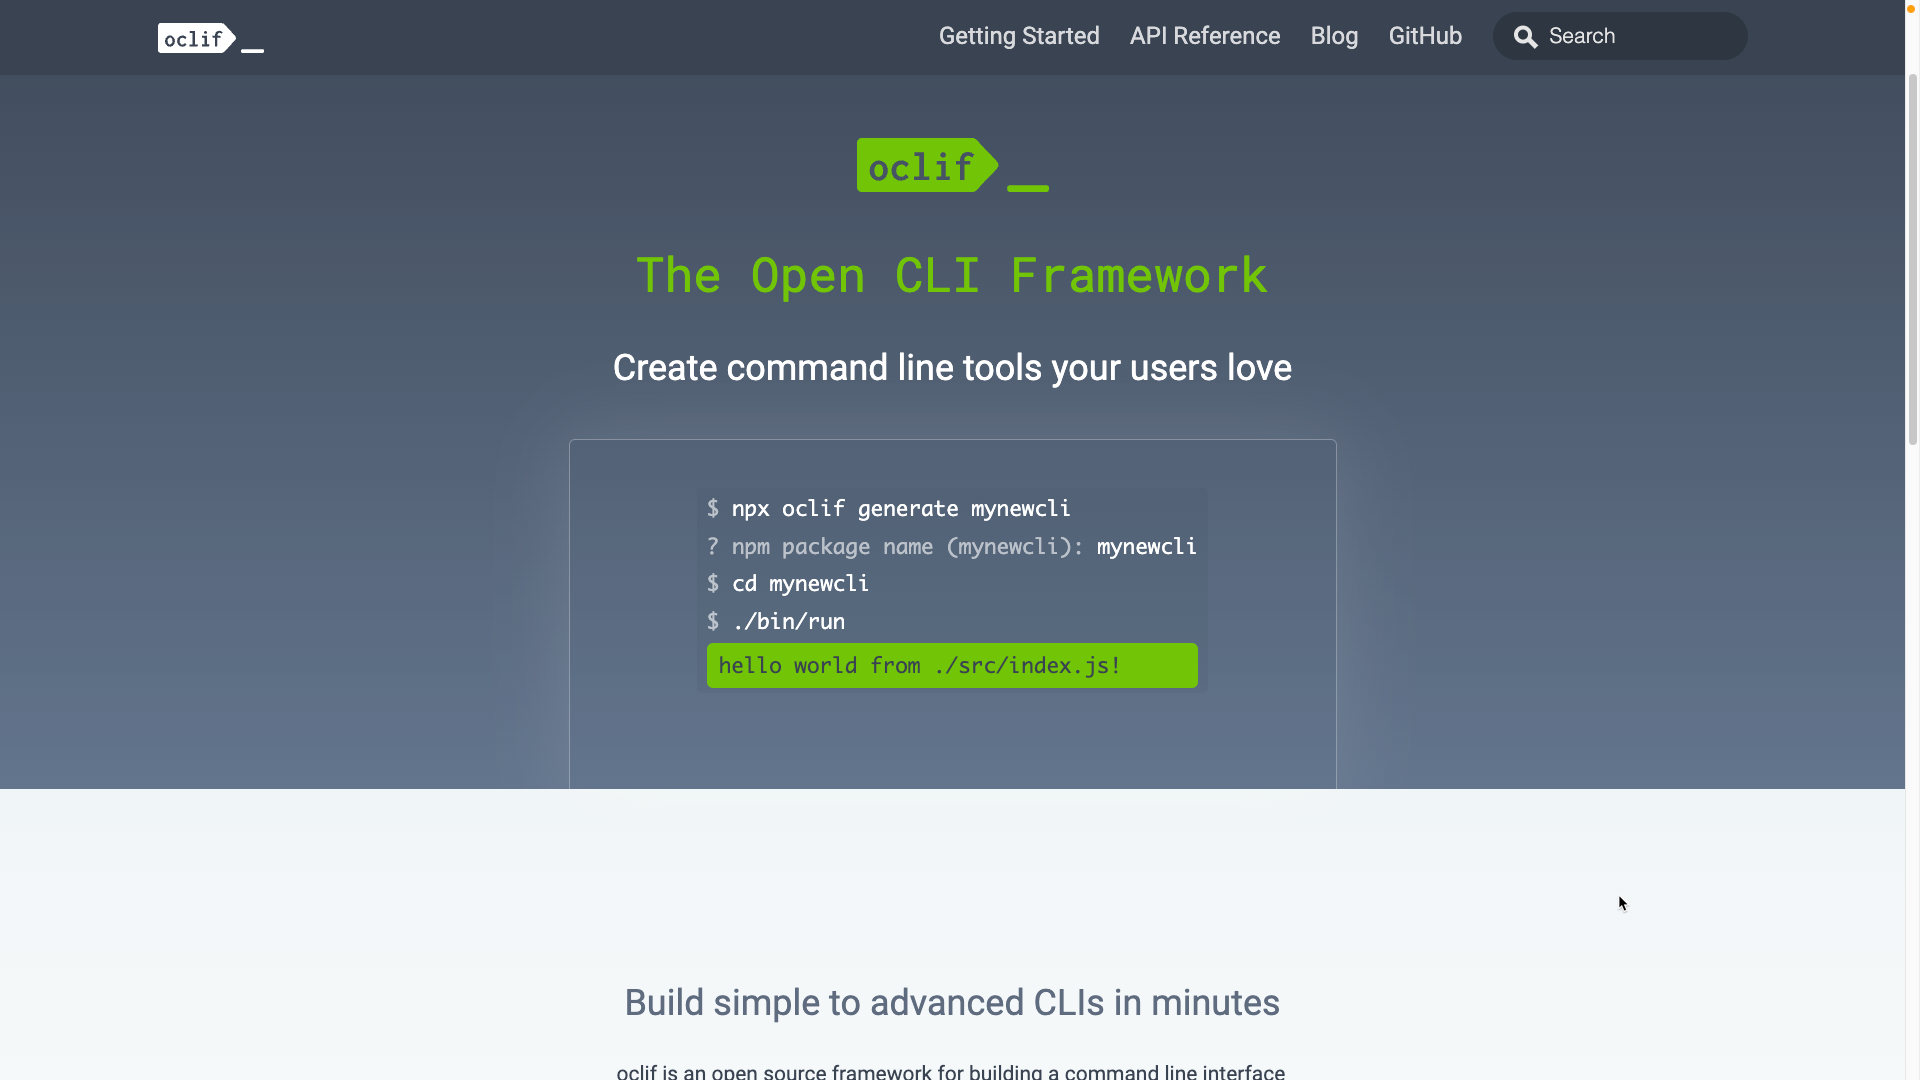 oclif
Getting Started API Reference Blog GitHub Search
oclif
The Open CLI Framework
Create command line tools your users love
$ npx oclif generate mynewcli
? npm package name (mynewcli): mynewcli
$ cd mynewcli
$ ./bin/run
hello world from ./src/index.js!
Build simple to advanced CLIs in minutes
oclif is an open source framework for building a command line interface